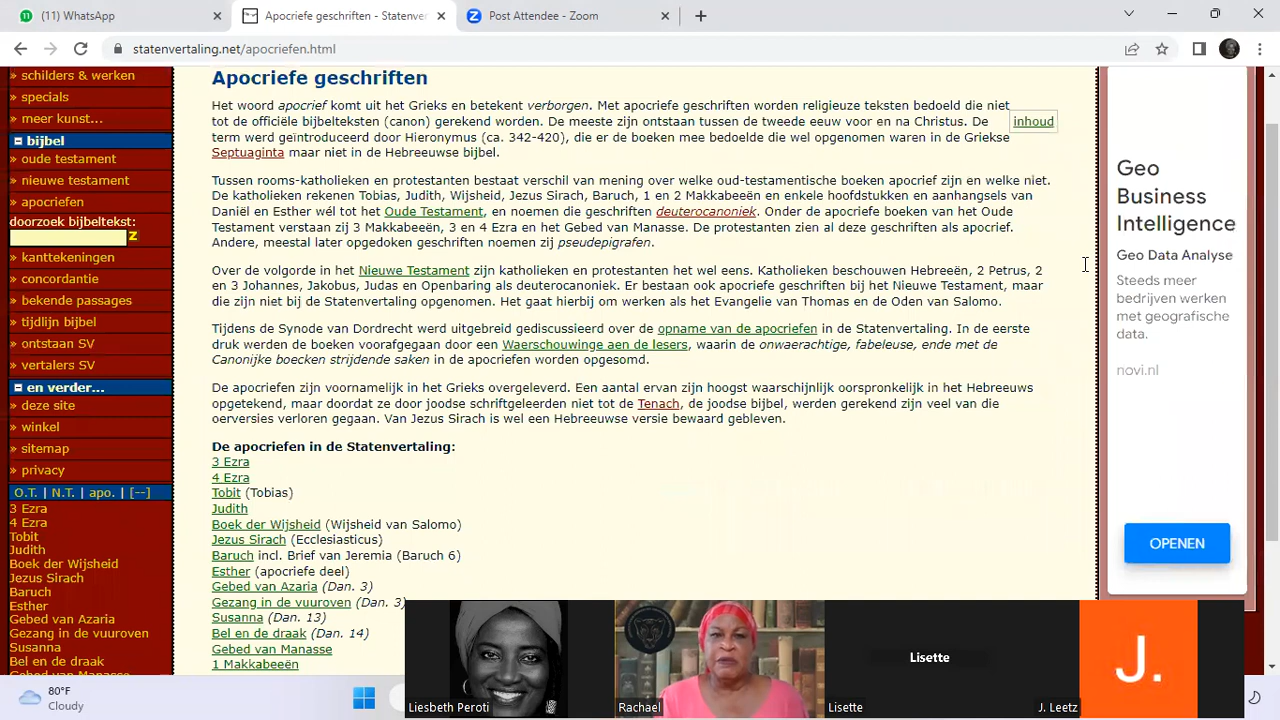 (11) WhatsApp
Apocriefe geschriften - Statenver
Post Attendee - Zoom
statenvertaling.net/apocriefen.html
» schilders & werken
» specials
» meer kunst...
bijbel
» oude testament
» nieuwe testament
» apocriefen
doorzoek bijbeltekst:
» kanttekeningen
» concordantie
» bekende passages
» tijdlijn bijbel
» ontstaan SV
» vertalers SV
en verder...
» deze site
» winkel
» sitemap
» privacy
O.T. | N.T. | apo. | [--]
3 Ezra
4 Ezra
Tobit
Judith
Boek der Wijsheid
Jezus Sirach
Baruch
Esther
Gebed van Azaria
Gezang in de vuuroven
Susanna
Bel en de draak
Gebed van Manasse
Apocriefe geschriften
inhoud
Het woord apocrief komt uit het Grieks en betekent verborgen. Met apocriefe geschriften worden religieuze teksten bedoeld die niet
tot de officiële bijbelteksten (canon) gerekend worden. De meeste zijn ontstaan tussen de tweede eeuw voor en na Christus. De
term werd geïntroduceerd door Hieronymus (ca. 342-420), die er de boeken mee bedoelde die wel opgenomen waren in de Griekse
Septuaginta maar niet in de Hebreeuwse bijbel.
Tussen rooms-katholieken en protestanten bestaat verschil van mening over welke oud-testamentische boeken apocrief zijn en welke niet.
De katholieken rekenen Tobias, Judith, Wijsheid, Jezus Sirach, Baruch, 1 en 2 Makkabeeën en enkele hoofdstukken en aanhangsels van
Daniël en Esther wél tot het Oude Testament, en noemen die geschriften deuterocanoniek. Onder de apocriefe boeken van het Oude
Testament verstaan zij 3 Makkabeeën, 3 en 4 Ezra en het Gebed van Manasse. De protestanten zien al deze geschriften als apocrief.
Andere, meestal later opgedoken geschriften noemen zij pseudepigrafen.
Over de volgorde in het Nieuwe Testament zijn katholieken en protestanten het wel eens. Katholieken beschouwen Hebreeën, 2 Petrus, 2
en 3 Johannes, Jakobus, Judas en Openbaring als deuterocanoniek. Er bestaan ook apocriefe geschriften bij het Nieuwe Testament, maar
die zijn niet bij de Statenvertaling opgenomen. Het gaat hierbij om werken als het Evangelie van Thomas en de Oden van Salomo.
Tijdens de Synode van Dordrecht werd uitgebreid gediscussieerd over de opname van de apocriefen in de Statenvertaling. In de eerste
druk werden de boeken voorafgegaan door een Waerschouwinge aen de lesers, waarin de onwaerachtige, fabeleuse, ende met de
Canonijke boecken strijdende saken in de apocriefen worden opgesomd.
De apocriefen zijn voornamelijk in het Grieks overgeleverd. Een aantal ervan zijn hoogst waarschijnlijk oorspronkelijk in het Hebreeuws
opgetekend, maar doordat ze door joodse schriftgeleerden niet tot de Tenach, de joodse bijbel, werden gerekend zijn veel van die
oerversies verloren gegaan. Van Jezus Sirach is wel een Hebreeuwse versie bewaard gebleven.
De apocriefen in de Statenvertaling:
3 Ezra
4 Ezra
Tobit (Tobias)
Judith
Boek der Wijsheid (Wijsheid van Salomo)
Jezus Sirach (Ecclesiasticus)
Baruch incl. Brief van Jeremia (Baruch 6)
Esther (apocriefe deel)
Gebed van Azaria (Dan. 3)
Gezang in de vuuroven (Dan. 3)
Susanna (Dan. 13)
Bel en de draak (Dan. 14)
Gebed van Manasse
1 Makkabeeën
Geo
Business
Intelligence
Geo Data Analyse
Steeds meer
bedrijven werken
met geografische
data.
novi.nl
OPENEN
Lisette
J.
Liesbeth Peroti
Rachael
Lisette
J. Leetz
80°F
Cloudy